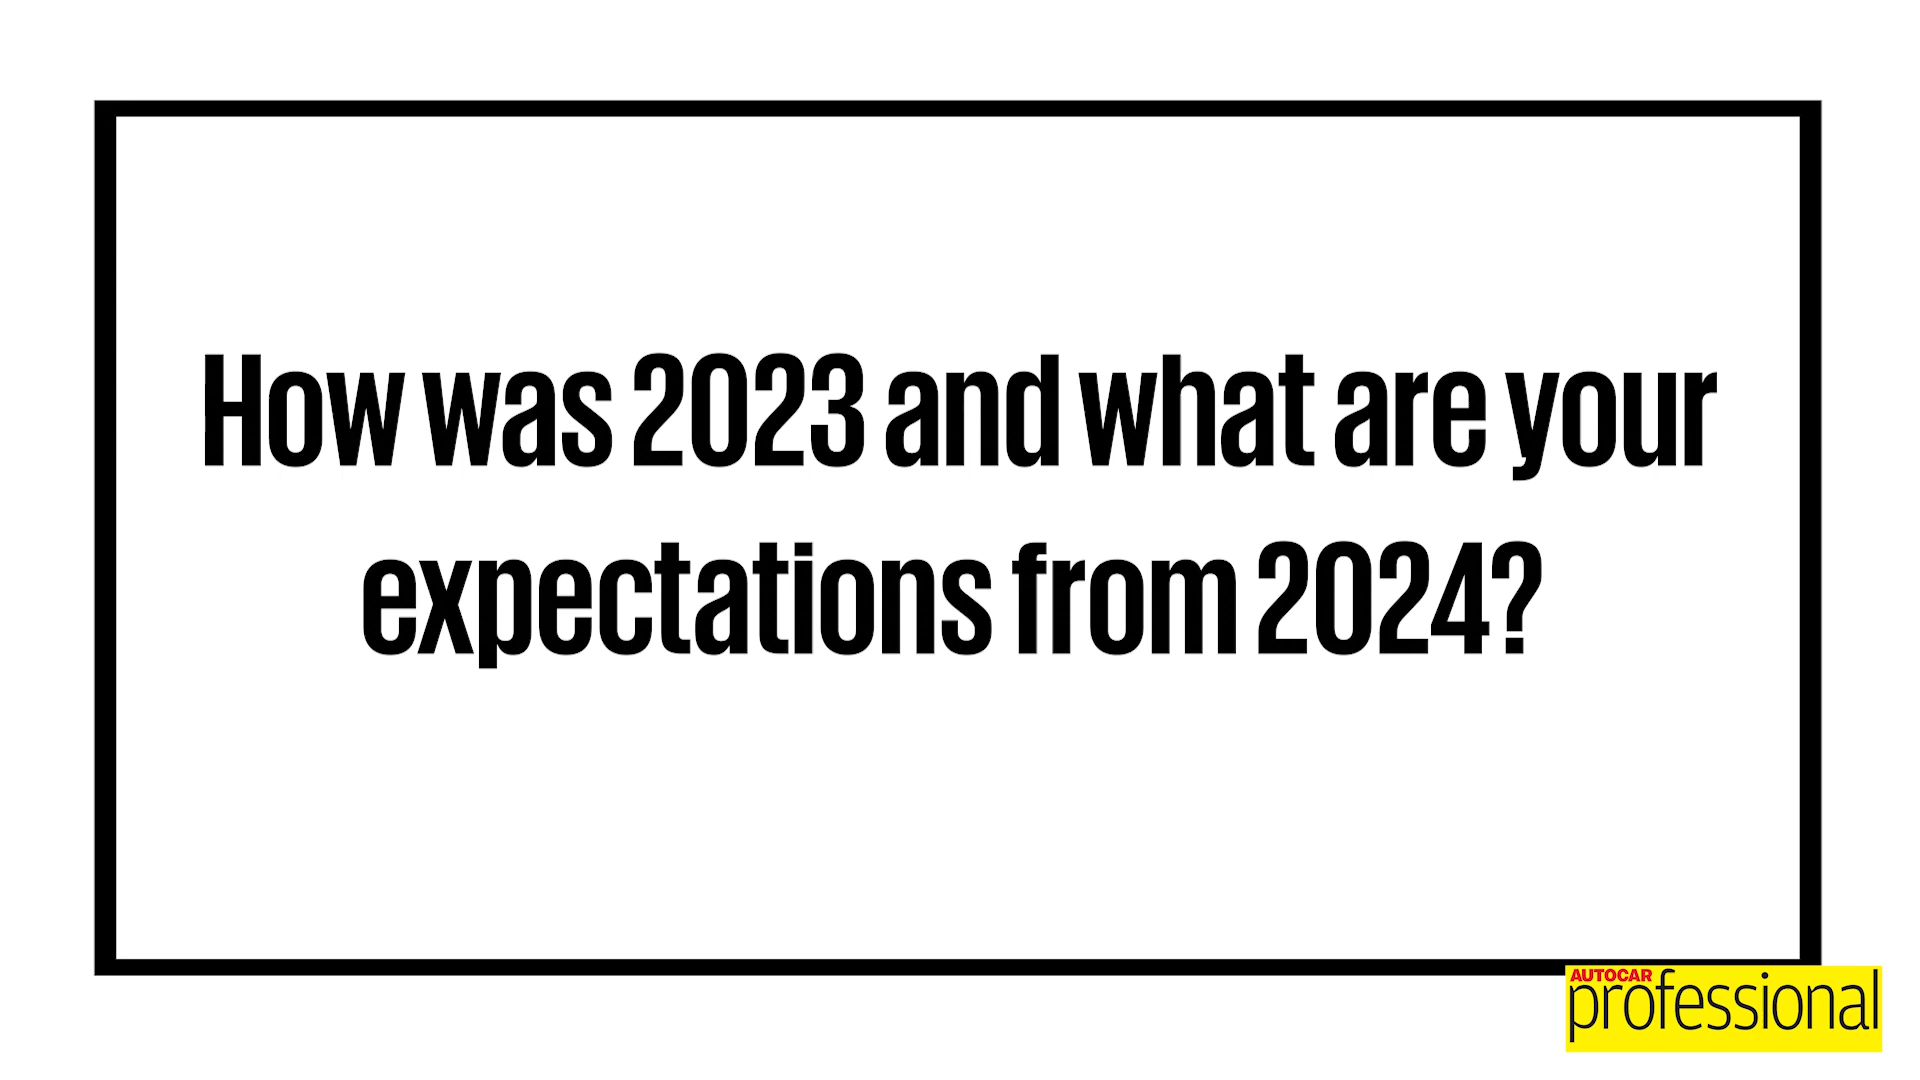 How was 2023 and what are your
expectations from 2024?
AUTOCAR
professional